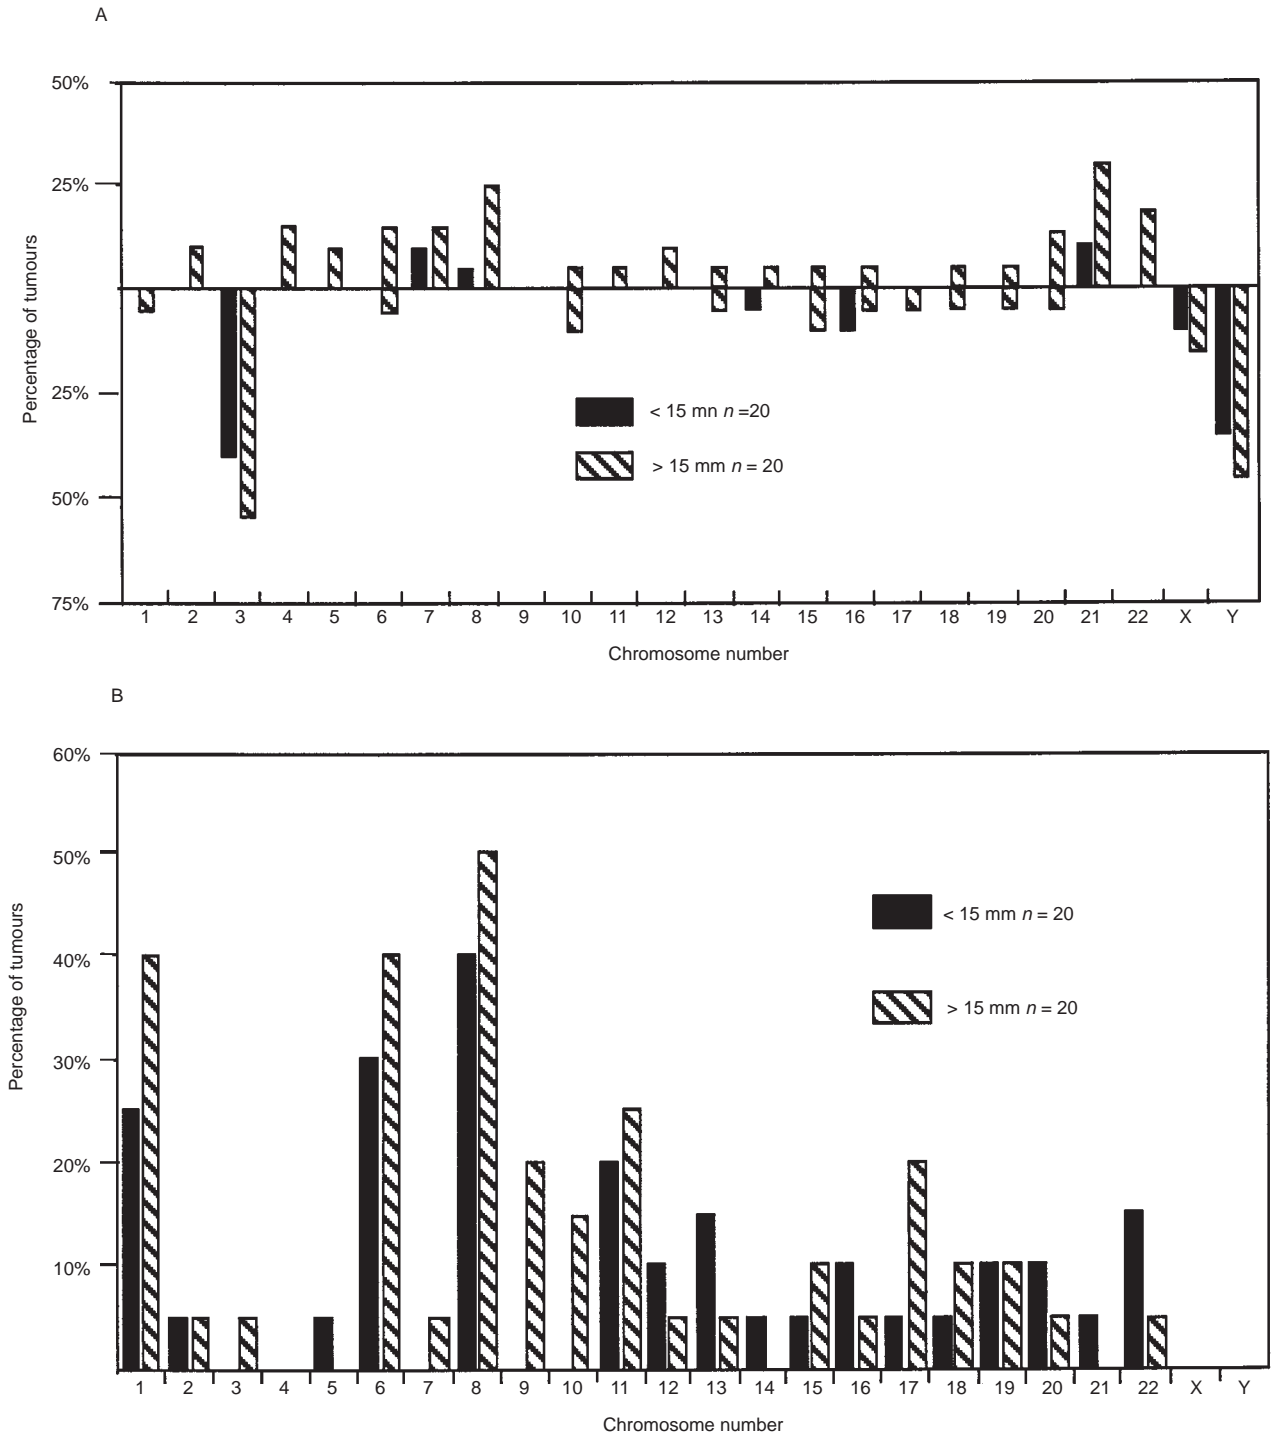 A
50%
25%
25%
50%
75%
Percentage of tumours
< 15 mn n =20
> 15 mm n = 20
1 2 3 4 5 6 7 8 9 10 11 12 13 14 15 16 17 18 19 20 21 22 X Y
Chromosome number
B
60%
50%
40%
30%
20%
10%
Percentage of tumours
< 15 mm n = 20
> 15 mm n = 20
1 2 3 4 5 6 7 8 9 10 11 12 13 14 15 16 17 18 19 20 21 22 X Y
Chromosome number